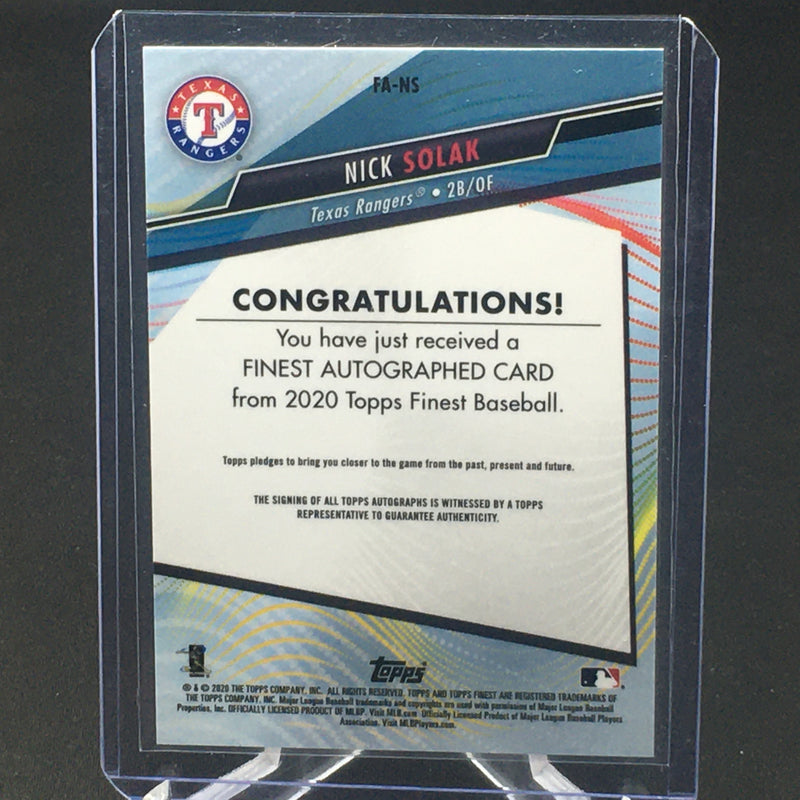 FA-NS
TEXAS
T
RANGERS
NICK SOLAK
Texas Rangers® • 2B/OF
CONGRATULATIONS!
You have just received a
FINEST AUTOGRAPHED CARD
from 2020 Topps Finest Baseball.
Topps pledges to bring you closer to the game from the past, present and future.
THE SIGNING OF ALL TOPPS AUTOGRAPHS IS WITNESSED BY A TOPPS
REPRESENTATIVE TO GUARANTEE AUTHENTICITY.
topps
® & © 2020 THE TOPPS COMPANY, INC. ALL RIGHTS RESERVED. TOPPS AND TOPPS FINEST ARE REGISTERED TRADEMARKS OF
THE TOPPS COMPANY, INC. Major League Baseball trademarks and copyrights are used with permission of Major League Baseball
Properties, Inc. OFFICIALLY LICENSED PRODUCT OF MLBP. Visit MLB.com Officially Licensed Product of Major League Baseball Players
Association. Visit MLBPlayers.com.